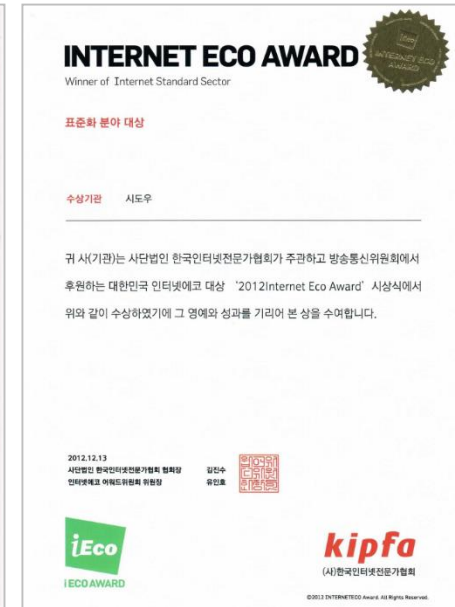 INTERNET ECO AWARD
iEco
INTERNET ECO
AWARD
Winner of Internet Standard Sector
표준화 분야 대상
수상기관 시도우
귀 사(기관)는 사단법인 한국인터넷전문가협회가 주관하고 방송통신위원회에서
후원하는 대한민국 인터넷에코 대상 '2012Internet Eco Award' 시상식에서
위와 같이 수상하였기에 그 영예와 성과를 기리어 본 상을 수여합니다.
2012.12.13
사단법인 한국인터넷전문가협회 협회장 김진수
인터넷에코 어워드위원회 위원장 유인호
iEco
iECOAWARD
kipfa
(사)한국인터넷전문가협회
©2012 INTERNETECO Award. All Rights Reserved.